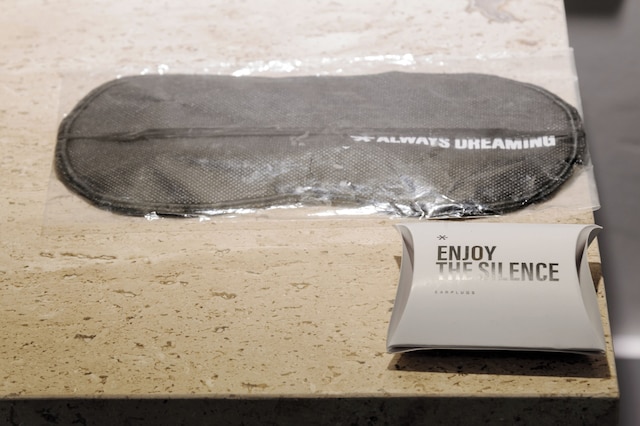 ALWAYS DREAMING
ENJOY
THE SILENCE
EARPLUGS